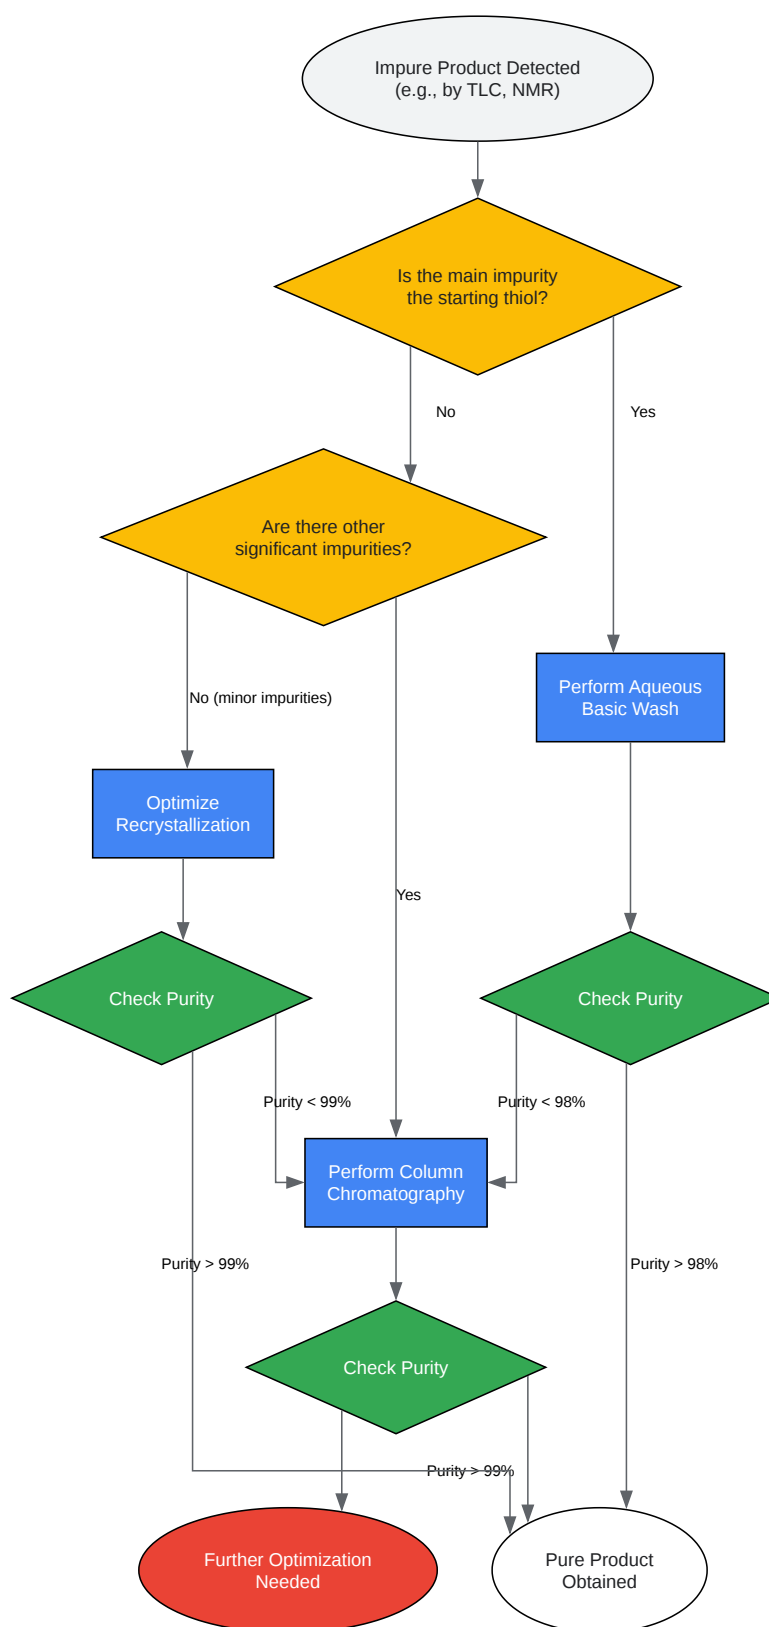 Impure Product Detected
(e.g., by TLC, NMR)
Is the main impurity
the starting thiol?
No
Yes
Are there other
significant impurities?
Perform Aqueous
Basic Wash
No (minor impurities)
Optimize
Recrystallization
Yes
Check Purity
Check Purity
Purity < 99%
Purity < 98%
Perform Column
Chromatography
Purity > 99%
Purity > 98%
Check Purity
Purity > 99%
Further Optimization
Needed
Pure Product
Obtained